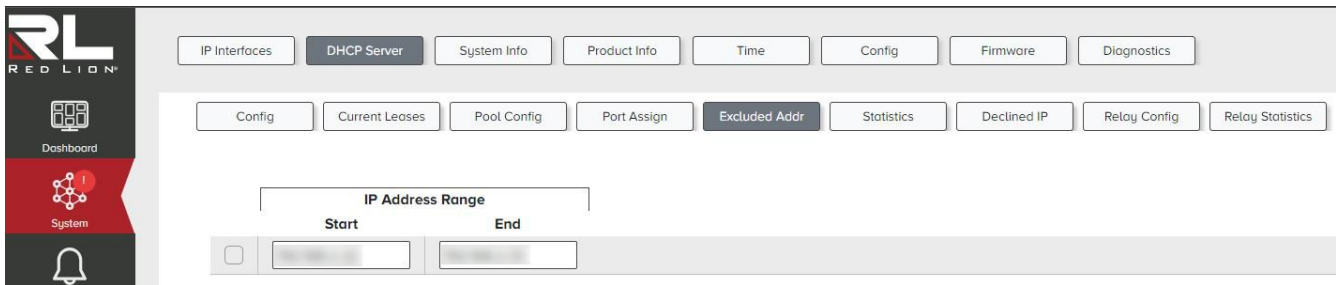 RL
RED LION®
IP Interfaces DHCP Server System Info Product Info Time Config Firmware Diagnostics
Config Current Leases Pool Config Port Assign Excluded Addr Statistics Declined IP Relay Config Relay Statistics
Dashboard
!
System
IP Address Range
Start End